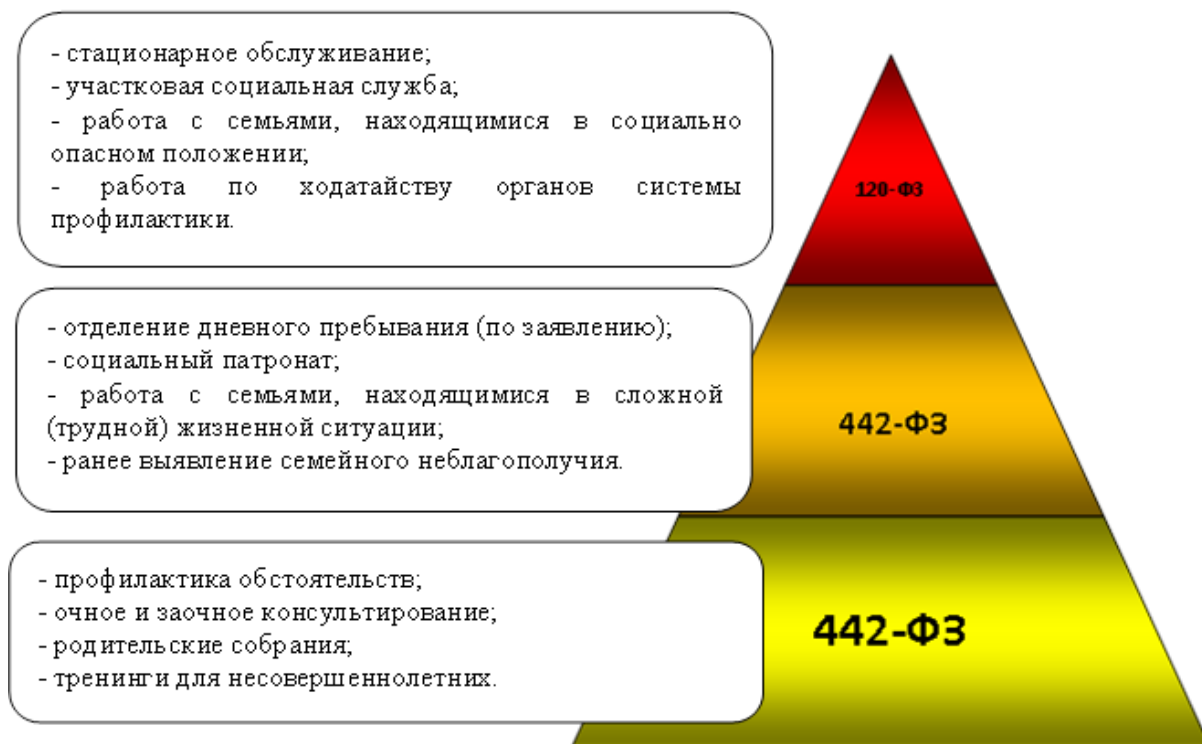 - стационарное обслуживание;
- участковая социальная служба;
- работа с семьями, находящимися в социально
опасном положении;
- работа по ходатайству органов системы
профилактики.
120-ФЗ
- отделение дневного пребывания (по заявлению);
- социальный патронат;
- работа с семьями, находящимися в сложной
(трудной) жизненной ситуации;
- ранее выявление семейного неблагополучия.
442-ФЗ
- профилактика обстоятельств;
- очное и заочное консультирование;
- родительские собрания;
- тренинги для несовершеннолетних.
442-ФЗ